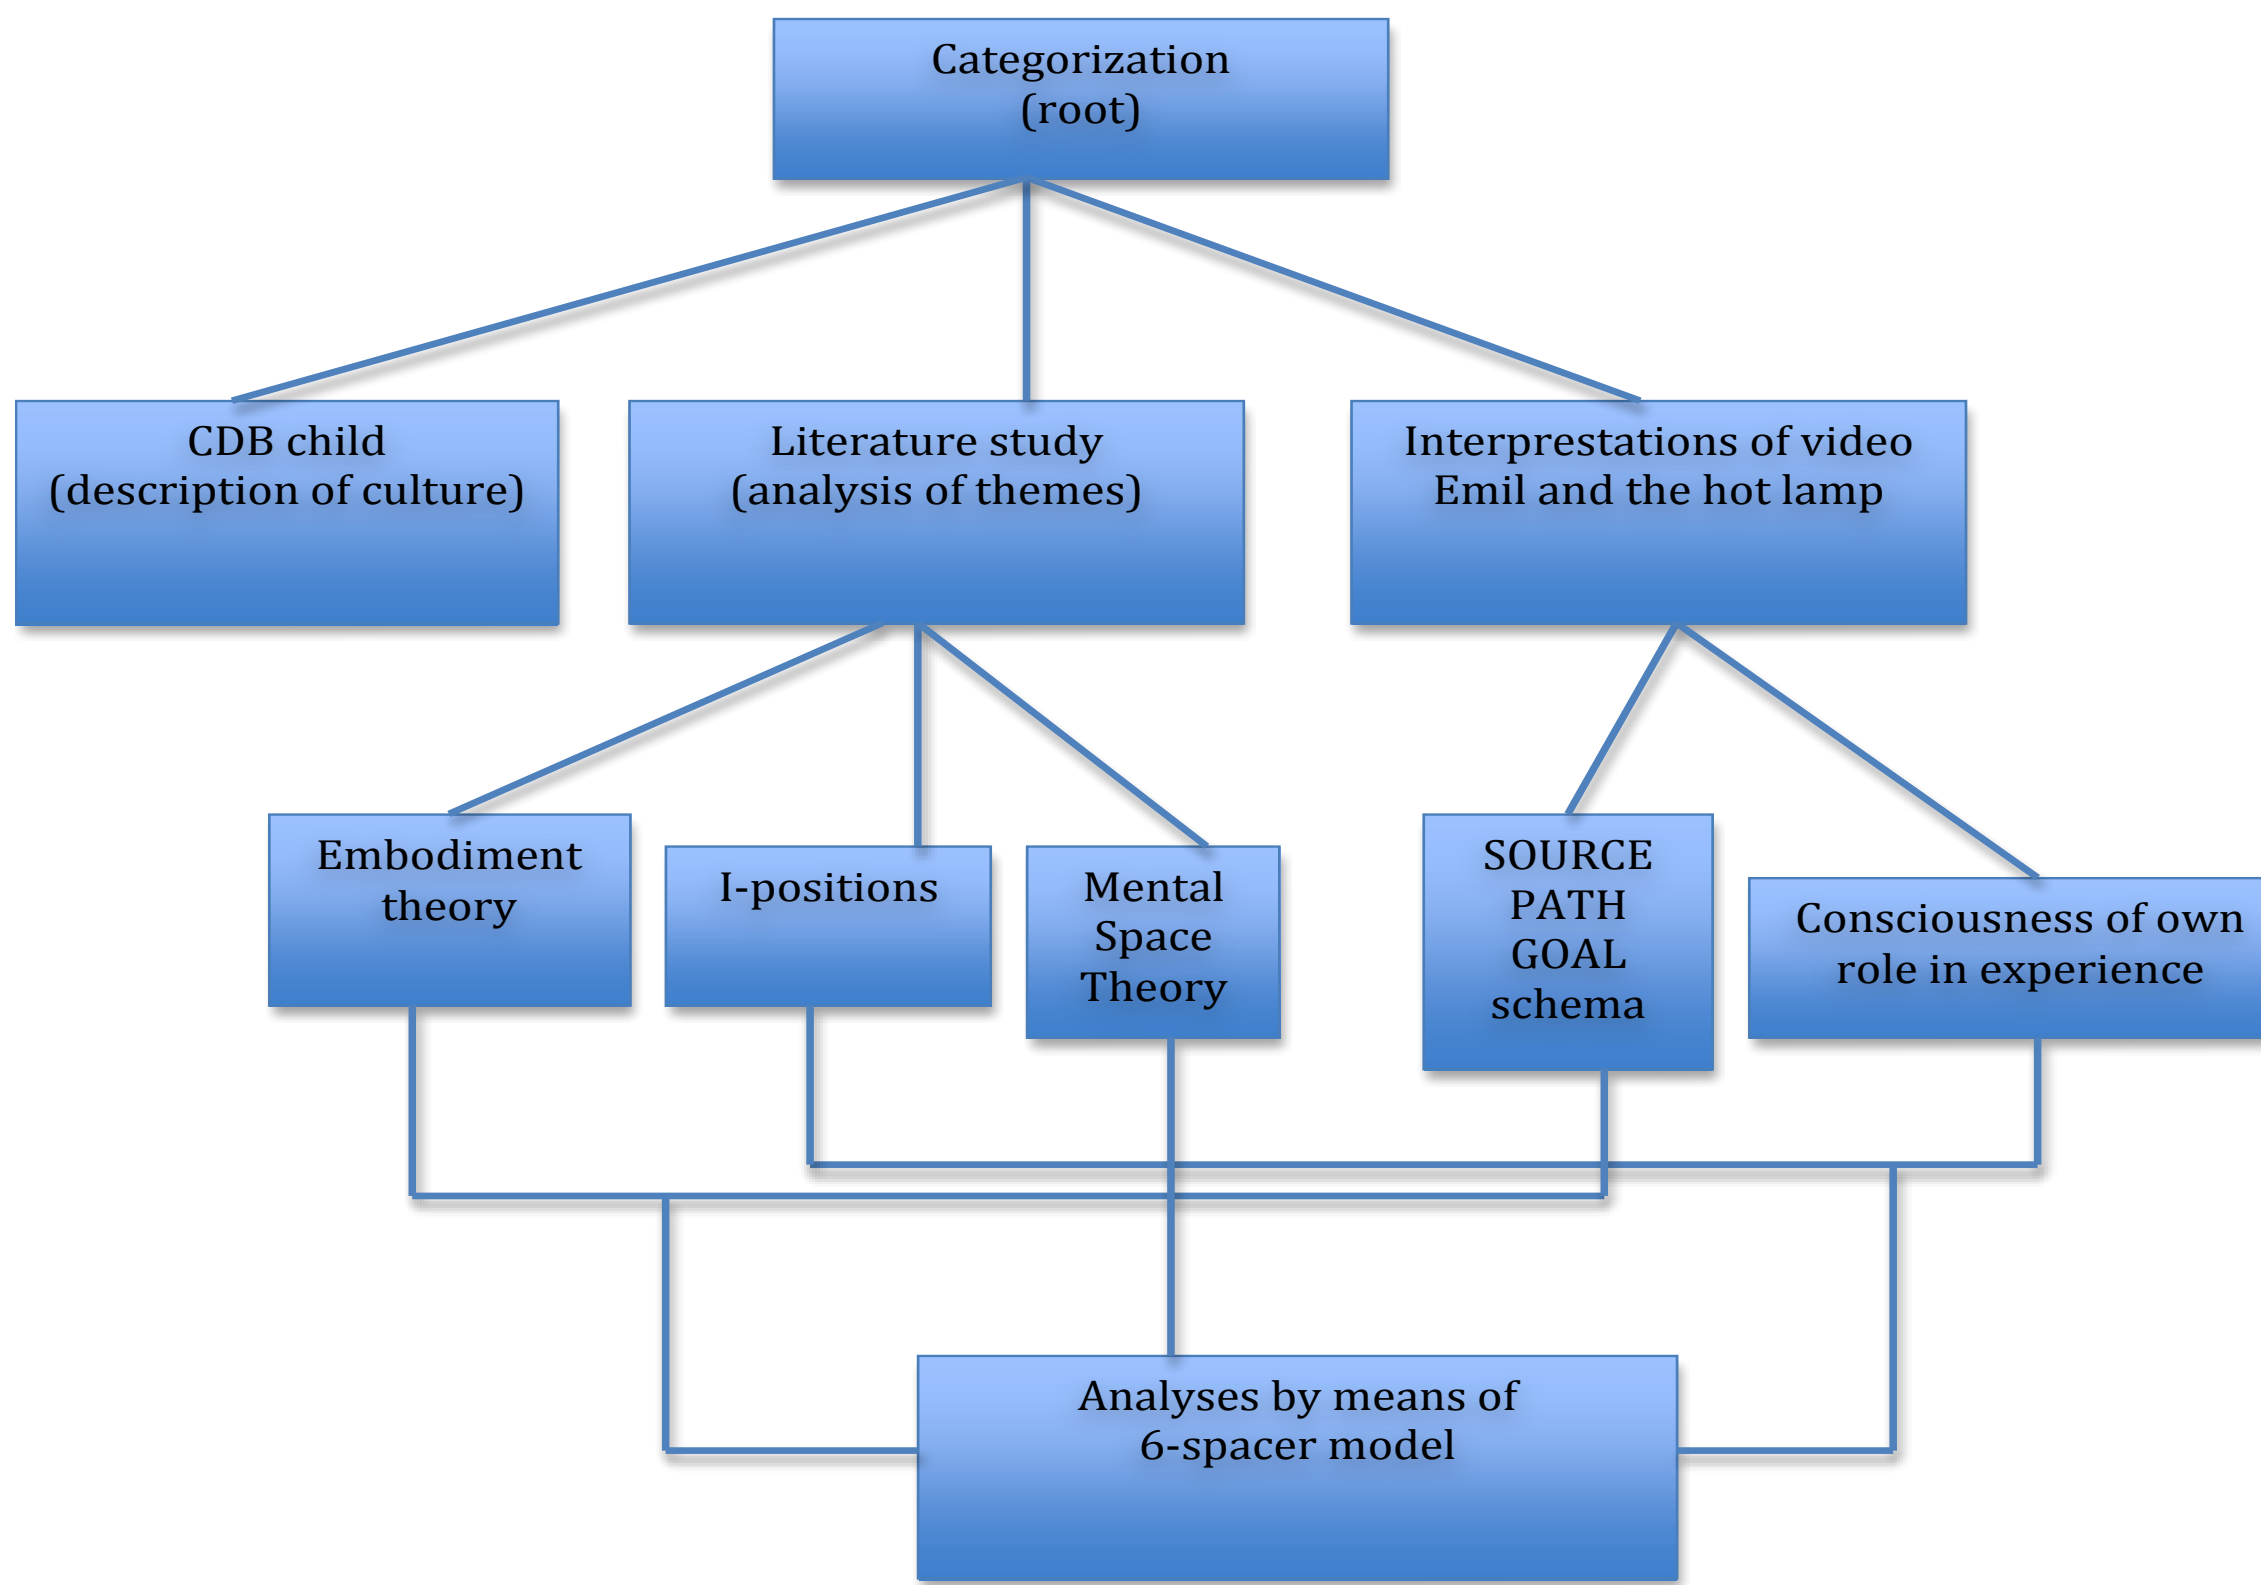 Categorization
(root)
CDB child
(description of culture)
Literature study
(analysis of themes)
Interprestations of video
Emil and the hot lamp
Embodiment
theory
I-positions
Mental
Space
Theory
SOURCE
PATH
GOAL
schema
Consciousness of own
role in experience
Analyses by means of
6-spacer model